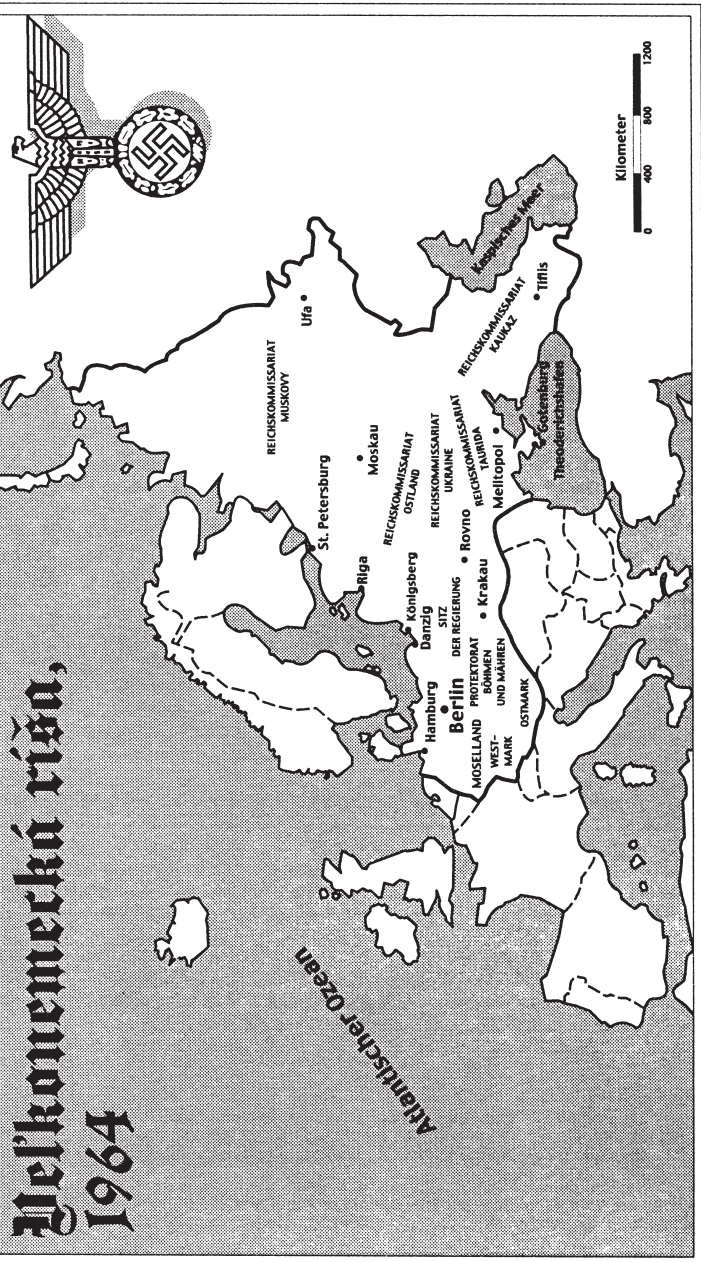 Veľkonemecká ríša,
1964
Atlantischer Ozean
Kilometer
0 400 800 1200
REICHSKOMMISSARIAT
MUSKOVY
Ufa
St. Petersburg
Moskau
Riga
REICHSKOMMISSARIAT
OSTLAND
Königsberg
Danzig
SITZ
DER REGIERUNG
REICHSKOMMISSARIAT
UKRAINE
Rovno
REICHSKOMMISSARIAT
TAURIDA
Melitopol
REICHSKOMMISSARIAT
KAUKAZ
Kaspisches Meer
Tiflis
Gotenburg
Theoderichshafen
Hamburg
Berlin
Krakau
PROTEKTORAT
BÖHMEN
UND MÄHREN
MOSELLAND
WEST-
MARK
OSTMARK